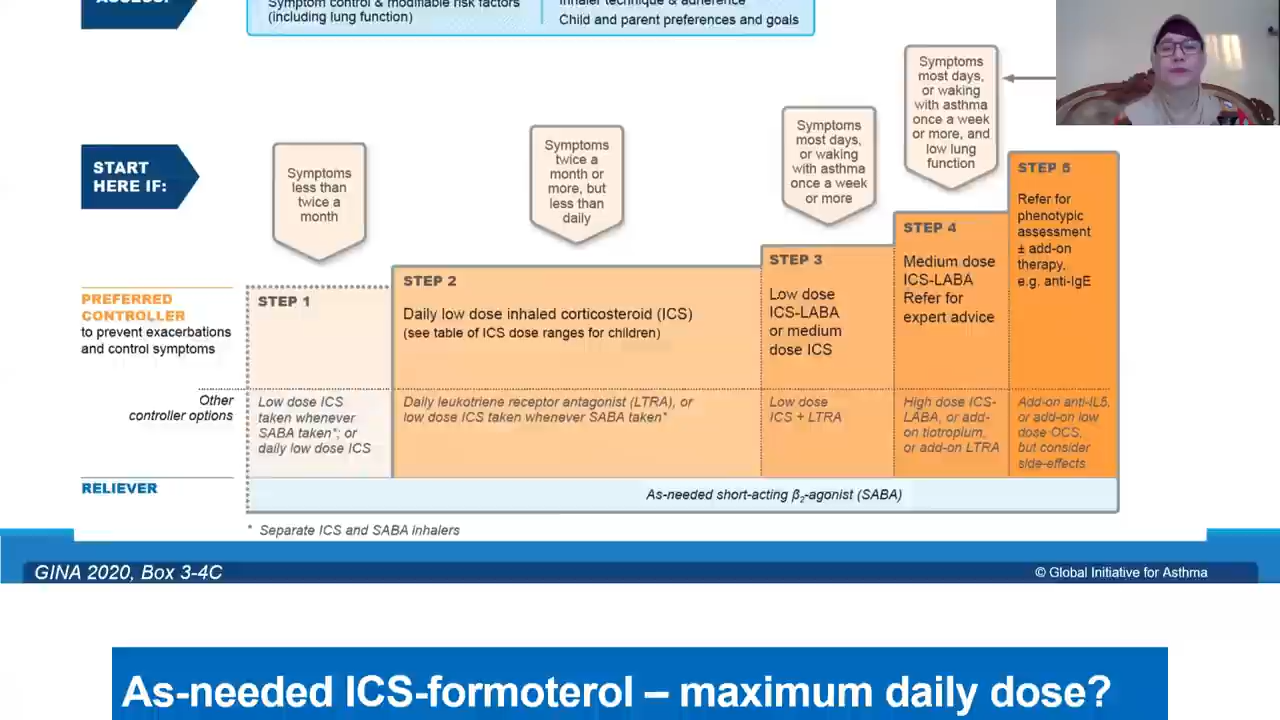 ASSESS:
Symptom control & modifiable risk factors
(including lung function)
Inhaler technique & adherence
Child and parent preferences and goals
START
HERE IF:
Symptoms
less than
twice a
month
Symptoms
twice a
month or
more, but
less than
daily
Symptoms
most days,
or waking
with asthma
once a week
or more
Symptoms
most days,
or waking
with asthma
once a week
or more, and
low lung
function
PREFERRED
CONTROLLER
to prevent exacerbations
and control symptoms
STEP 1
STEP 2
Daily low dose inhaled corticosteroid (ICS)
(see table of ICS dose ranges for children)
STEP 3
Low dose
ICS-LABA
or medium
dose ICS
STEP 4
Medium dose
ICS-LABA
Refer for
expert advice
STEP 5
Refer for
phenotypic
assessment
± add-on
therapy,
e.g. anti-IgE
Other
controller options
Low dose ICS
taken whenever
SABA taken*; or
daily low dose ICS
Daily leukotriene receptor antagonist (LTRA), or
low dose ICS taken whenever SABA taken*
Low dose
ICS + LTRA
High dose ICS-
LABA, or add-
on tiotropium,
or add-on LTRA
Add-on anti-IL5,
or add-on low
dose OCS,
but consider
side-effects
RELIEVER
As-needed short-acting β2-agonist (SABA)
* Separate ICS and SABA inhalers
GINA 2020, Box 3-4C
© Global Initiative for Asthma
As-needed ICS-formoterol – maximum daily dose?